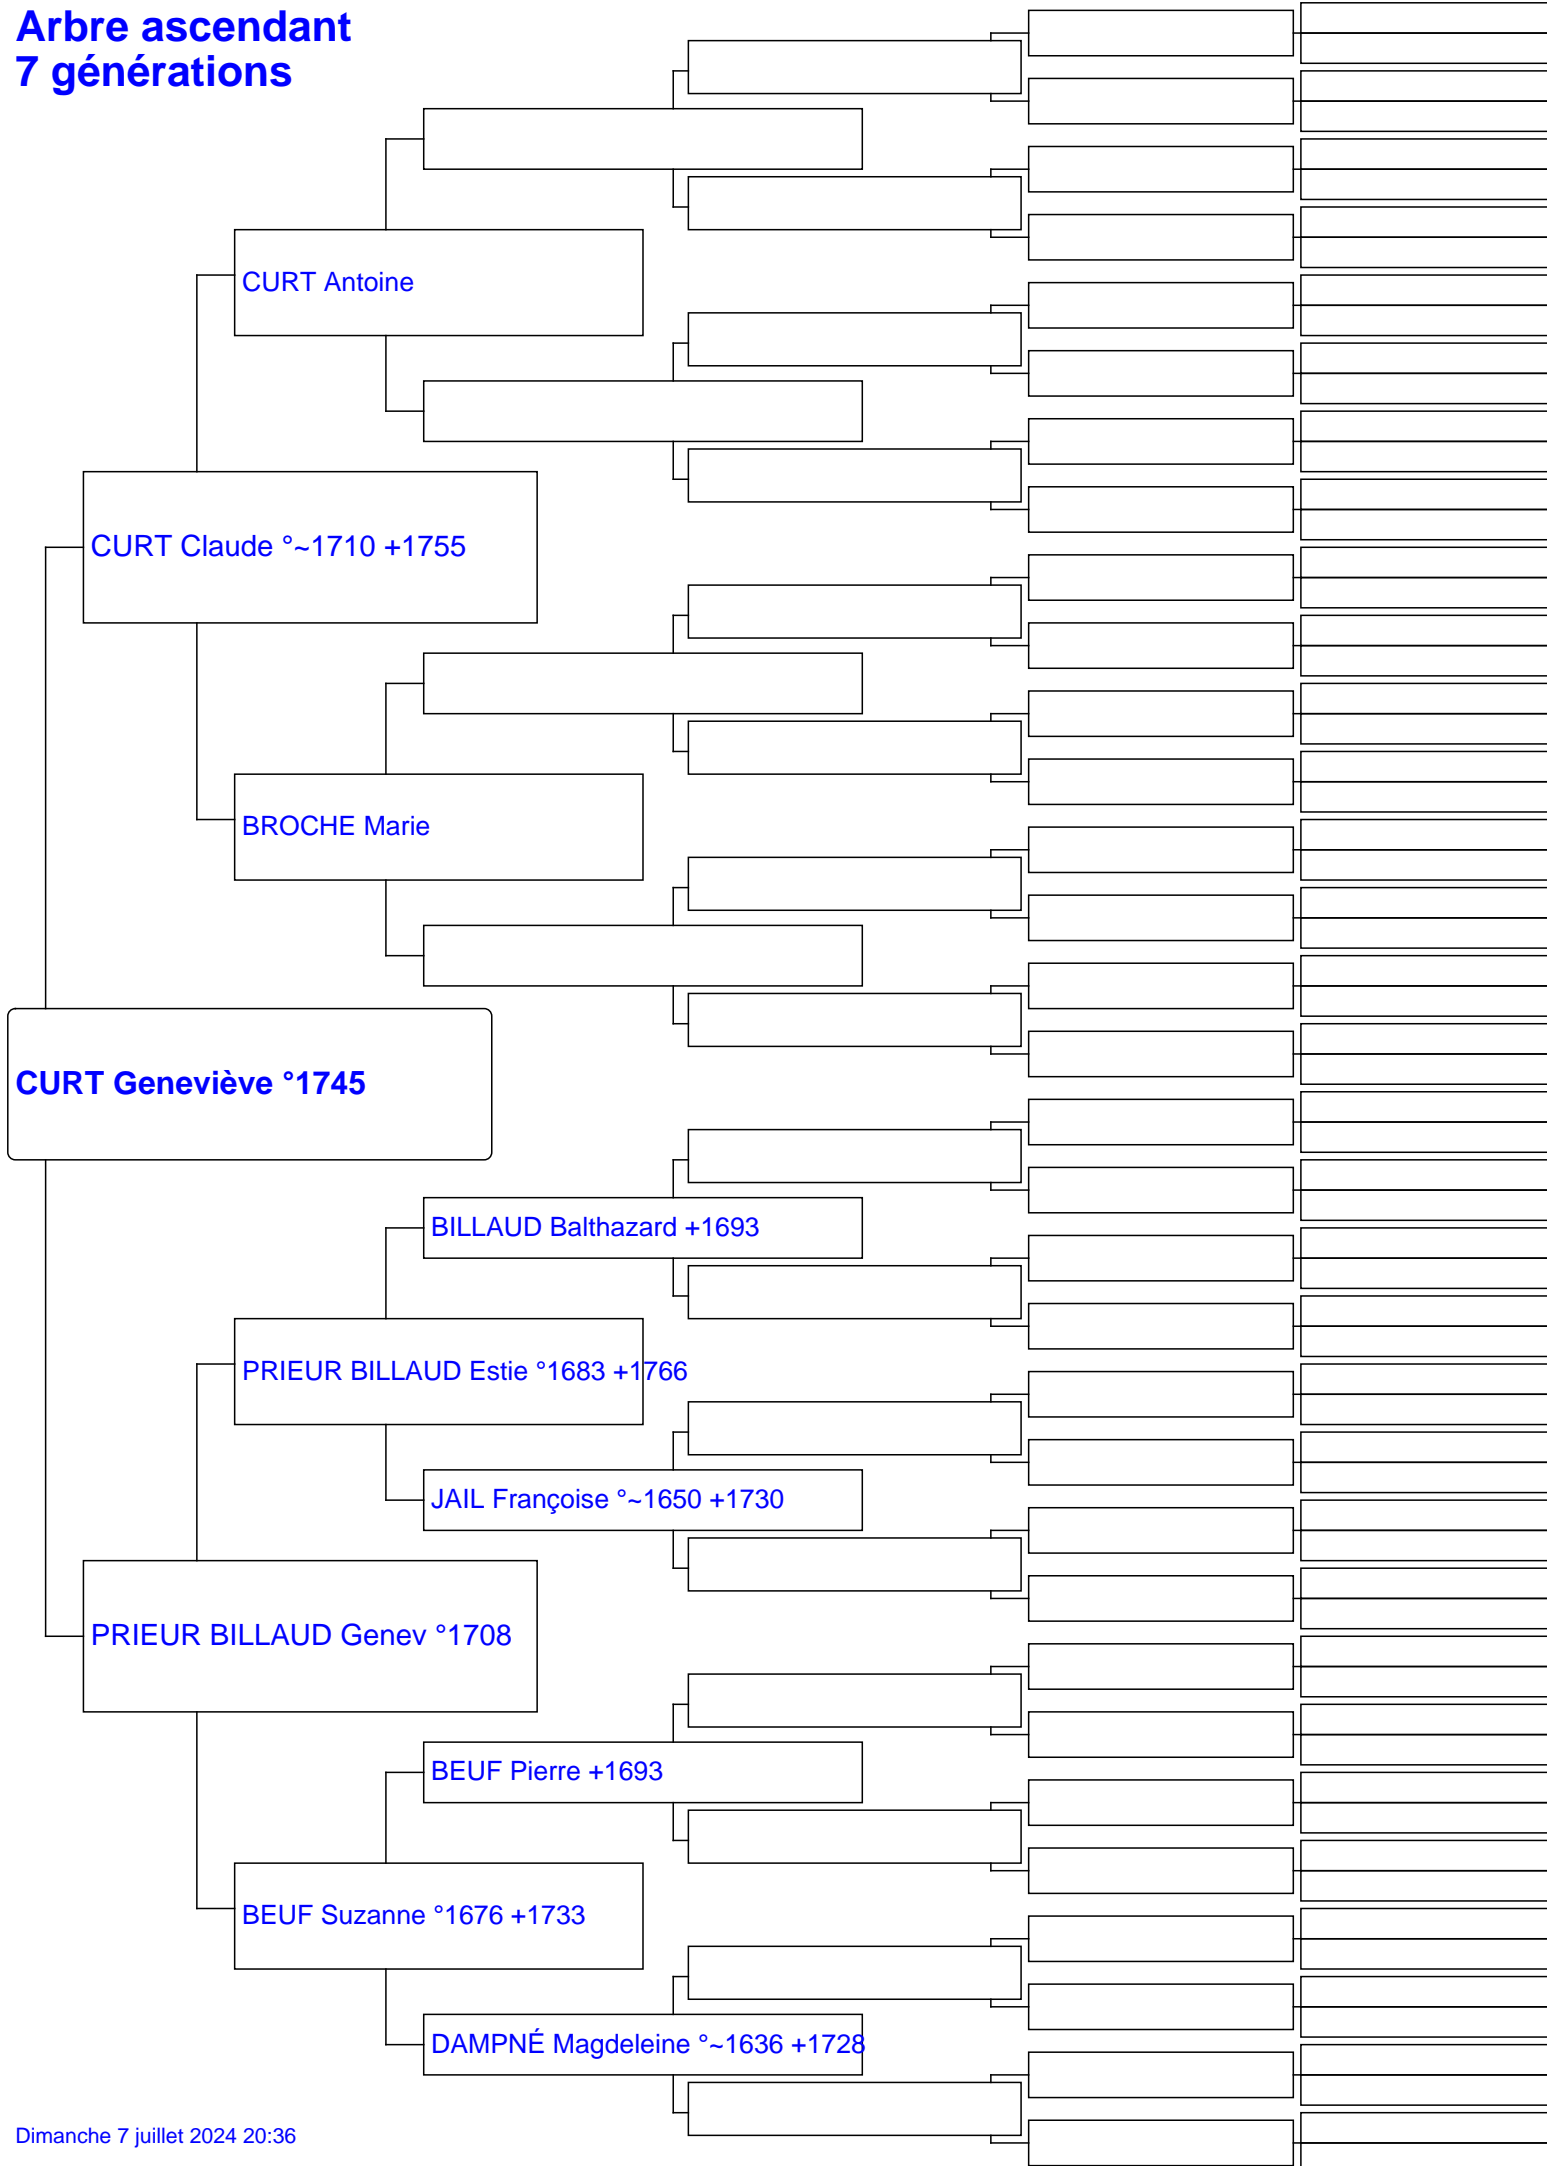 Arbre ascendant
7 générations
CURT Antoine
CURT Claude °~1710 +1755
BROCHE Marie
CURT Geneviève °1745
BILLAUD Balthazard +1693
PRIEUR BILLAUD Estie °1683 +1766
JAIL Françoise °~1650 +1730
PRIEUR BILLAUD Genev °1708
BEUF Pierre +1693
BEUF Suzanne °1676 +1733
DAMPNÉ Magdeleine °~1636 +1728
Dimanche 7 juillet 2024 20:36